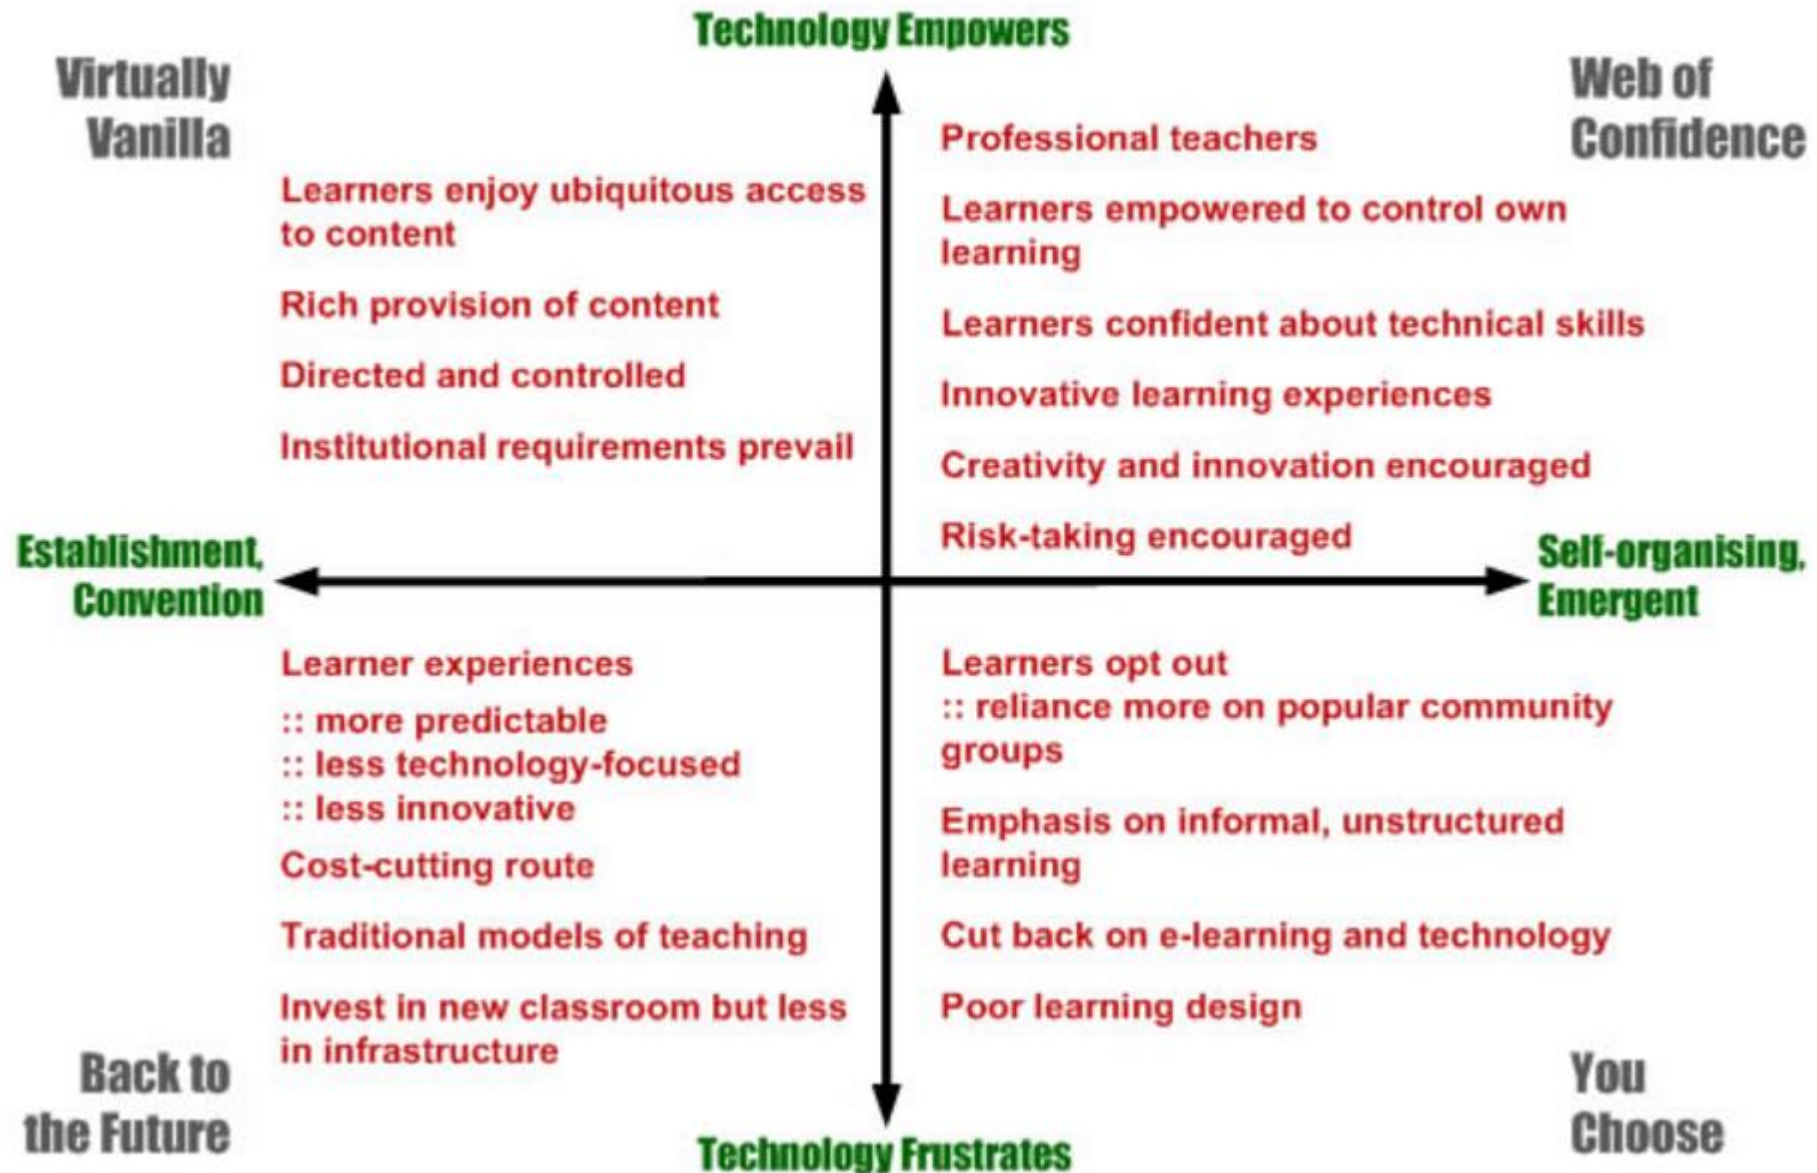 Technology Empowers
Virtually
Vanilla
Web of
Confidence
Learners enjoy ubiquitous access
to content
Rich provision of content
Directed and controlled
Institutional requirements prevail
Professional teachers
Learners empowered to control own
learning
Learners confident about technical skills
Innovative learning experiences
Creativity and innovation encouraged
Risk-taking encouraged
Establishment,
Convention
Self-organising,
Emergent
Learner experiences
:: more predictable
:: less technology-focused
:: less innovative
Cost-cutting route
Traditional models of teaching
Invest in new classroom but less
in infrastructure
Learners opt out
:: reliance more on popular community
groups
Emphasis on informal, unstructured
learning
Cut back on e-learning and technology
Poor learning design
Back to
the Future
You
Choose
Technology Frustrates